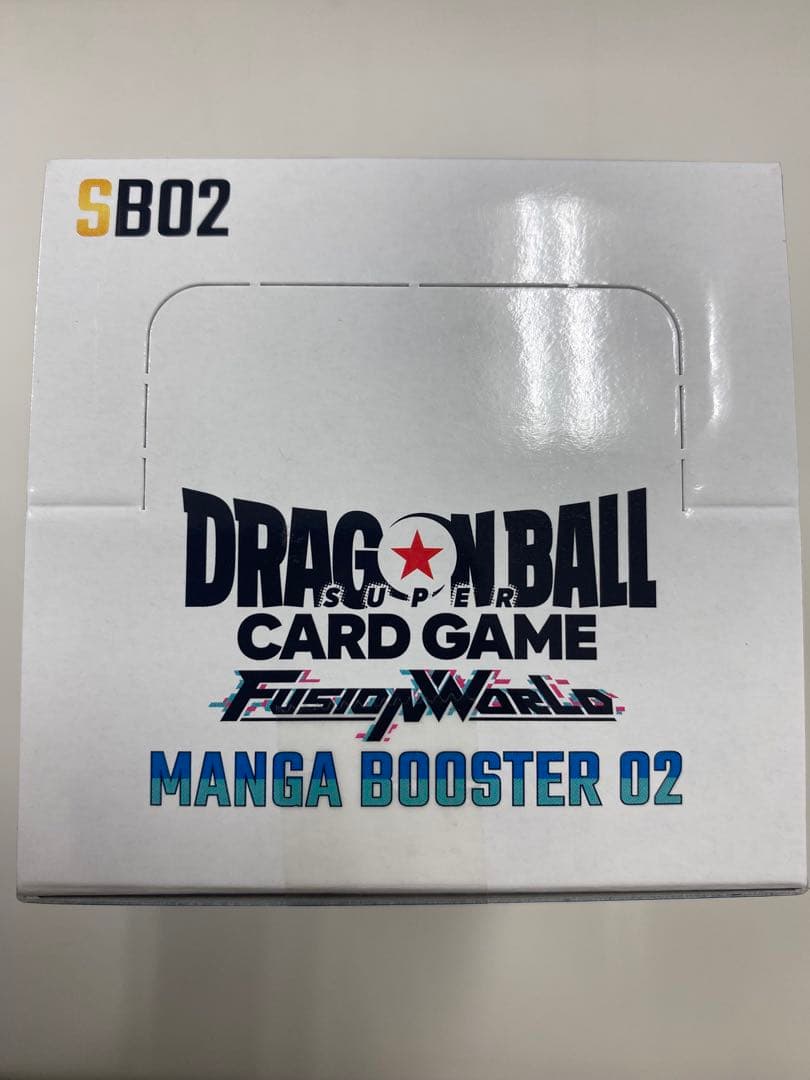 SB02
DRAGON BALL
SUPER
CARD GAME
FUSION WORLD
MANGA BOOSTER 02